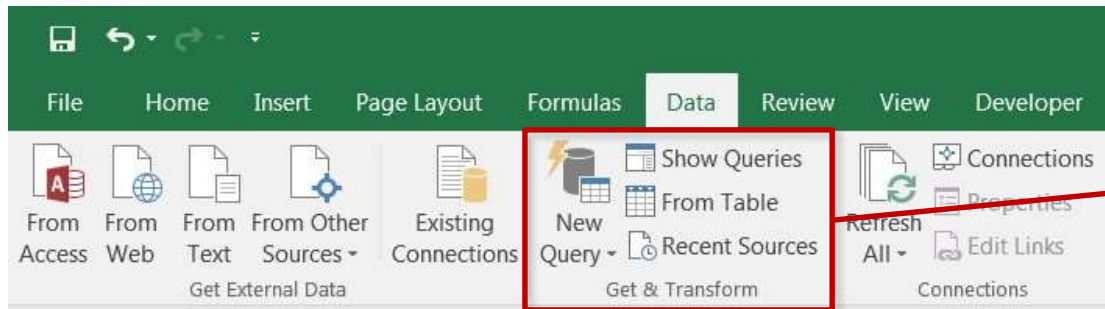 File Home Insert Page Layout Formulas Data Review View Developer
From Access
From Web
From Text
From Other Sources
Existing Connections
Get External Data
New Query
Show Queries
From Table
Recent Sources
Get & Transform
Refresh All
Connections
Properties
Edit Links
Connections